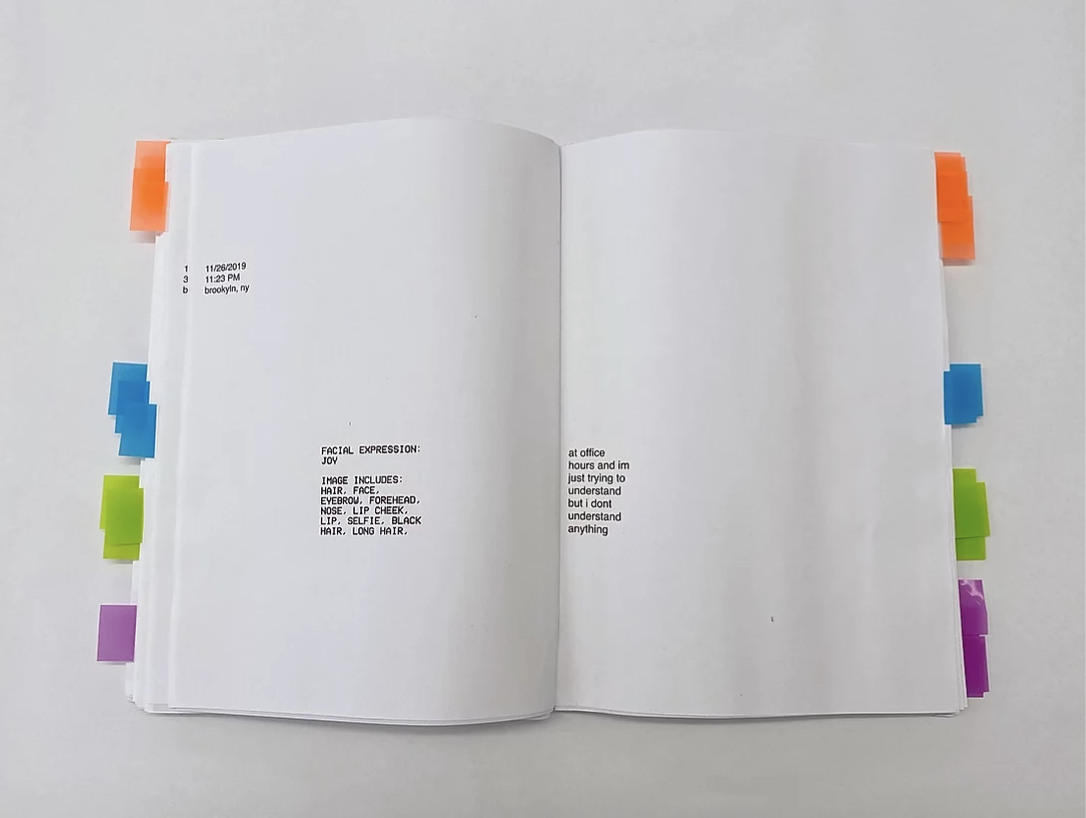 1 11/26/2019
3 11:23 PM
b brookyln, ny
FACIAL EXPRESSION:
JOY
IMAGE INCLUDES:
HAIR, FACE,
EYEBROW, FOREHEAD,
NOSE, LIP CHEEK,
LIP, SELFIE, BLACK
HAIR, LONG HAIR,
at office
hours and im
just trying to
understand
but i dont
understand
anything